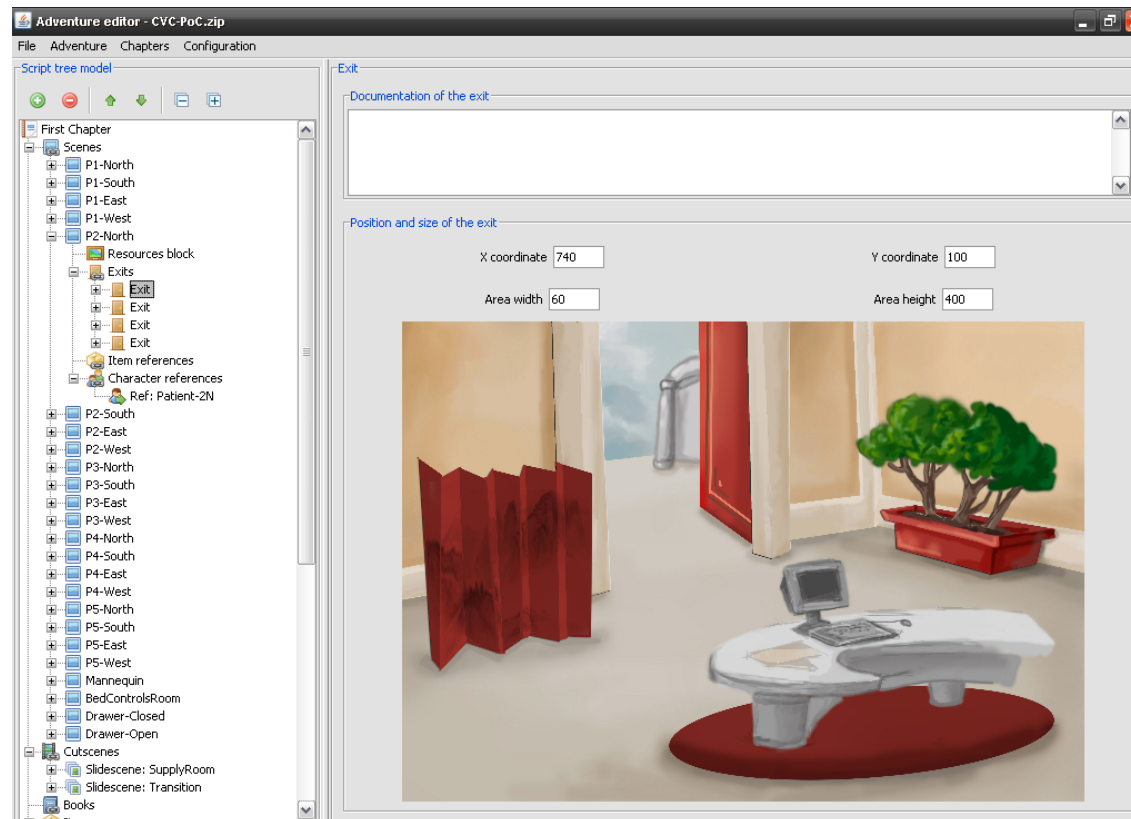 Adventure editor - CVC-PoC.zip
File Adventure Chapters Configuration
Script tree model
First Chapter
Scenes
P1-North
P1-South
P1-East
P1-West
P2-North
Resources block
Exits
Exit
Exit
Exit
Exit
Item references
Character references
Ref: Patient-2N
P2-South
P2-East
P2-West
P3-North
P3-South
P3-East
P3-West
P4-North
P4-South
P4-East
P4-West
P5-North
P5-South
P5-East
P5-West
Mannequin
BedControlsRoom
Drawer-Closed
Drawer-Open
Cutscenes
Slidescene: SupplyRoom
Slidescene: Transition
Books
Exit
Documentation of the exit
Position and size of the exit
X coordinate 740 Y coordinate 100
Area width 60 Area height 400